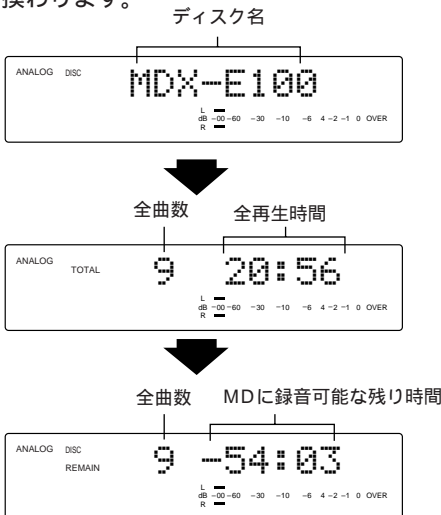 換わります。
ディスク名
ANALOG DISC MDX-E100
L
dB -00 -60 -30 -10 -6 4 -2 -1 0 OVER
R
全曲数 全再生時間
ANALOG TOTAL 9 20:56
L
dB -00 -60 -30 -10 -6 4 -2 -1 0 OVER
R
全曲数 MDに録音可能な残り時間
ANALOG DISC 9 -54:03
REMAIN
L
dB -00 -60 -30 -10 -6 4 -2 -1 0 OVER
R